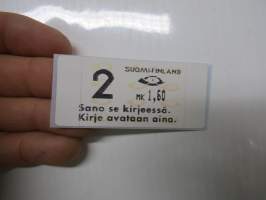 SUOMI-FINLAND
2
MK 1,60
Sano se kirjeessä.
Kirje avataan aina.